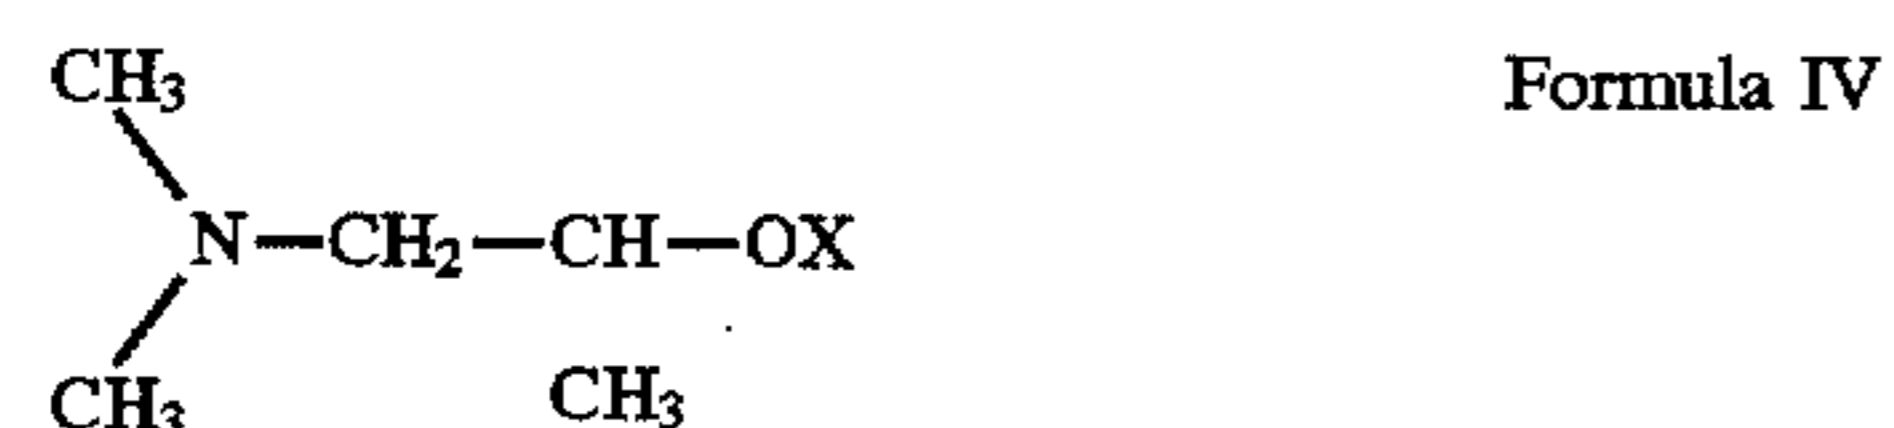 CH₃ Formula IV
N—CH₂—CH—OX
CH₃ CH₃